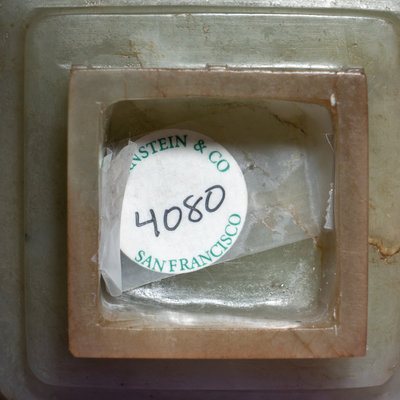 NSTEIN & CO
4080
SAN FRANCISCO